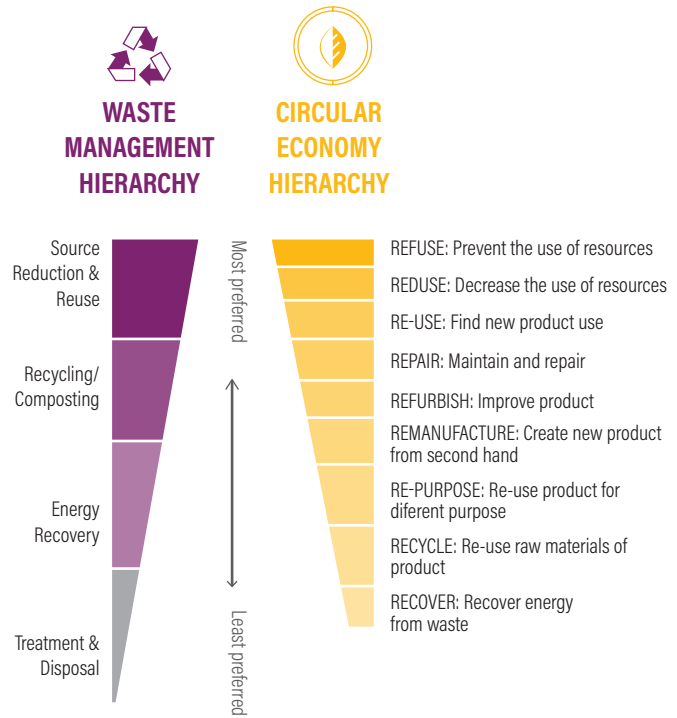 WASTE
MANAGEMENT
HIERARCHY
CIRCULAR
ECONOMY
HIERARCHY
Source
Reduction &
Reuse
Recycling/
Composting
Energy
Recovery
Treatment &
Disposal
Most preferred
Least preferred
REFUSE: Prevent the use of resources
REDUSE: Decrease the use of resources
RE-USE: Find new product use
REPAIR: Maintain and repair
REFURBISH: Improve product
REMANUFACTURE: Create new product
from second hand
RE-PURPOSE: Re-use product for
diferent purpose
RECYCLE: Re-use raw materials of
product
RECOVER: Recover energy
from waste